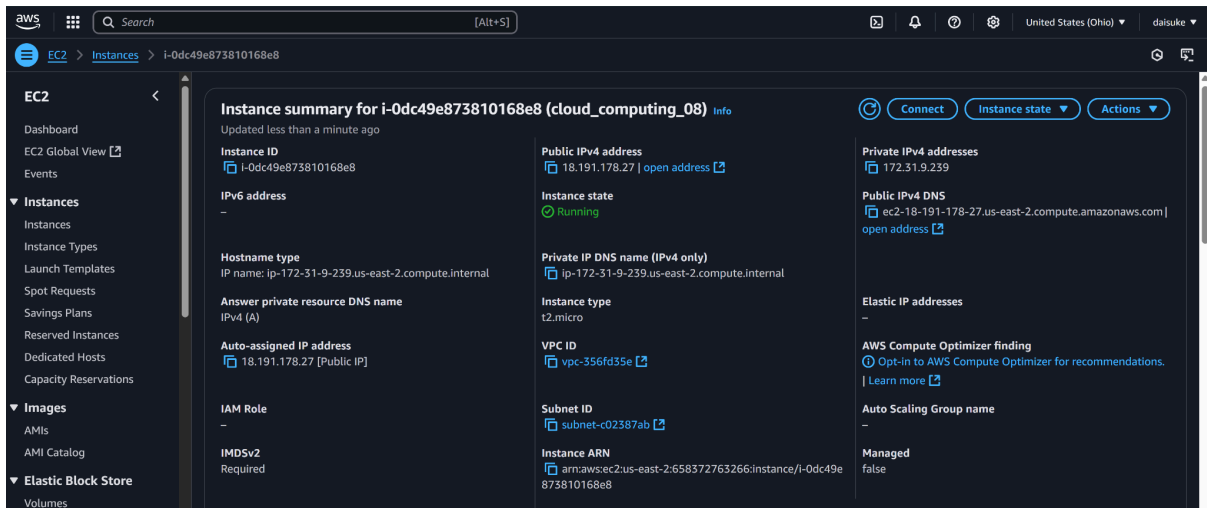 aws
Search
[Alt+S]
United States (Ohio) ▼
daisuke ▼
EC2 > Instances > i-0dc49e873810168e8
EC2
Dashboard
EC2 Global View
Events
▼ Instances
Instances
Instance Types
Launch Templates
Spot Requests
Savings Plans
Reserved Instances
Dedicated Hosts
Capacity Reservations
▼ Images
AMIs
AMI Catalog
▼ Elastic Block Store
Volumes
Instance summary for i-0dc49e873810168e8 (cloud_computing_08) Info
Updated less than a minute ago
Connect
Instance state ▼
Actions ▼
Instance ID
i-0dc49e873810168e8
Public IPv4 address
18.191.178.27 | open address
Private IPv4 addresses
172.31.9.239
IPv6 address
–
Instance state
Running
Public IPv4 DNS
ec2-18-191-178-27.us-east-2.compute.amazonaws.com |
open address
Hostname type
IP name: ip-172-31-9-239.us-east-2.compute.internal
Private IP DNS name (IPv4 only)
ip-172-31-9-239.us-east-2.compute.internal
Answer private resource DNS name
IPv4 (A)
Instance type
t2.micro
Elastic IP addresses
–
Auto-assigned IP address
18.191.178.27 [Public IP]
VPC ID
vpc-356fd35e
AWS Compute Optimizer finding
Opt-in to AWS Compute Optimizer for recommendations.
| Learn more
IAM Role
–
Subnet ID
subnet-c02387ab
Auto Scaling Group name
–
IMDSv2
Required
Instance ARN
arn:aws:ec2:us-east-2:658372763266:instance/i-0dc49e
873810168e8
Managed
false